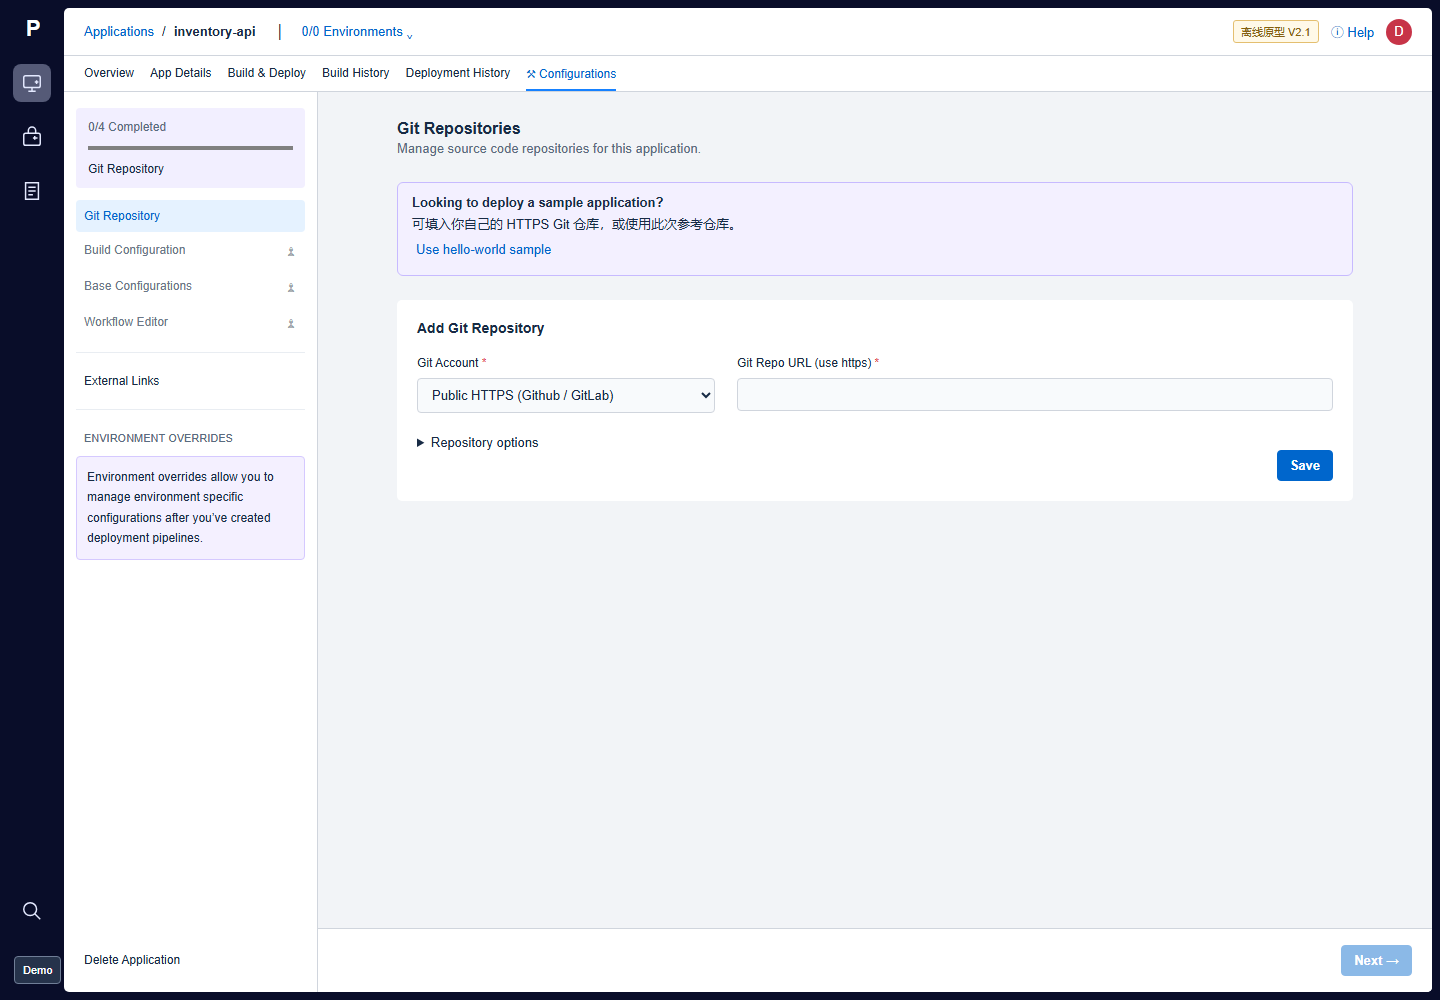 P
Applications / inventory-api | 0/0 Environments
离线原型 V2.1
Help
D
Overview
App Details
Build & Deploy
Build History
Deployment History
Configurations
0/4 Completed
Git Repository
Git Repository
Build Configuration
Base Configurations
Workflow Editor
External Links
ENVIRONMENT OVERRIDES
Environment overrides allow you to
manage environment specific
configurations after you've created
deployment pipelines.
Delete Application
Demo
Git Repositories
Manage source code repositories for this application.
Looking to deploy a sample application?
可填入你自己的 HTTPS Git 仓库，或使用此次参考仓库。
Use hello-world sample
Add Git Repository
Git Account *
Git Repo URL (use https) *
Public HTTPS (Github / GitLab)
Repository options
Save
Next →